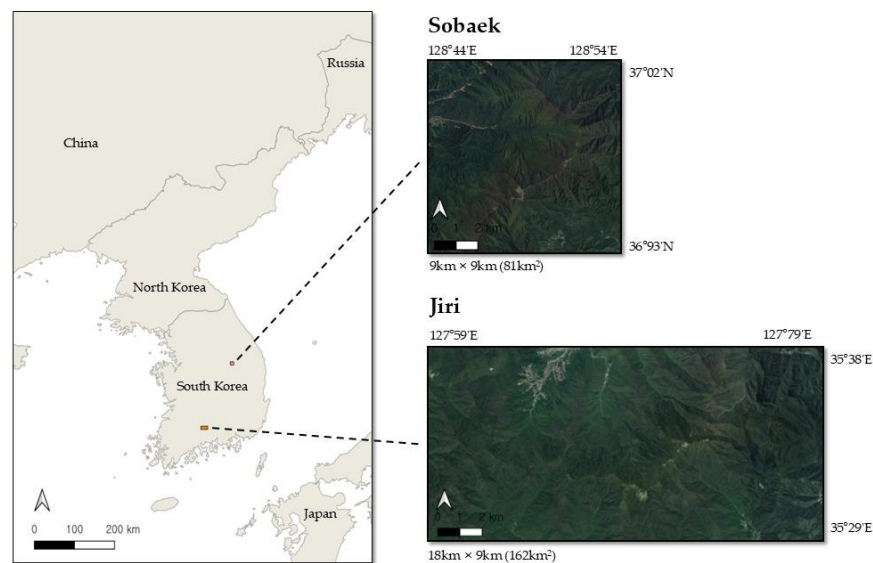 Russia
China
North Korea
South Korea
Japan
0 100 200 km
Sobaek
128°44'E 128°54'E
37°02'N
0 1 2 km
36°93'N
9km × 9km (81km²)
Jiri
127°59'E 127°79'E
35°38'N
0 1 2 km
35°29'N
18km × 9km (162km²)